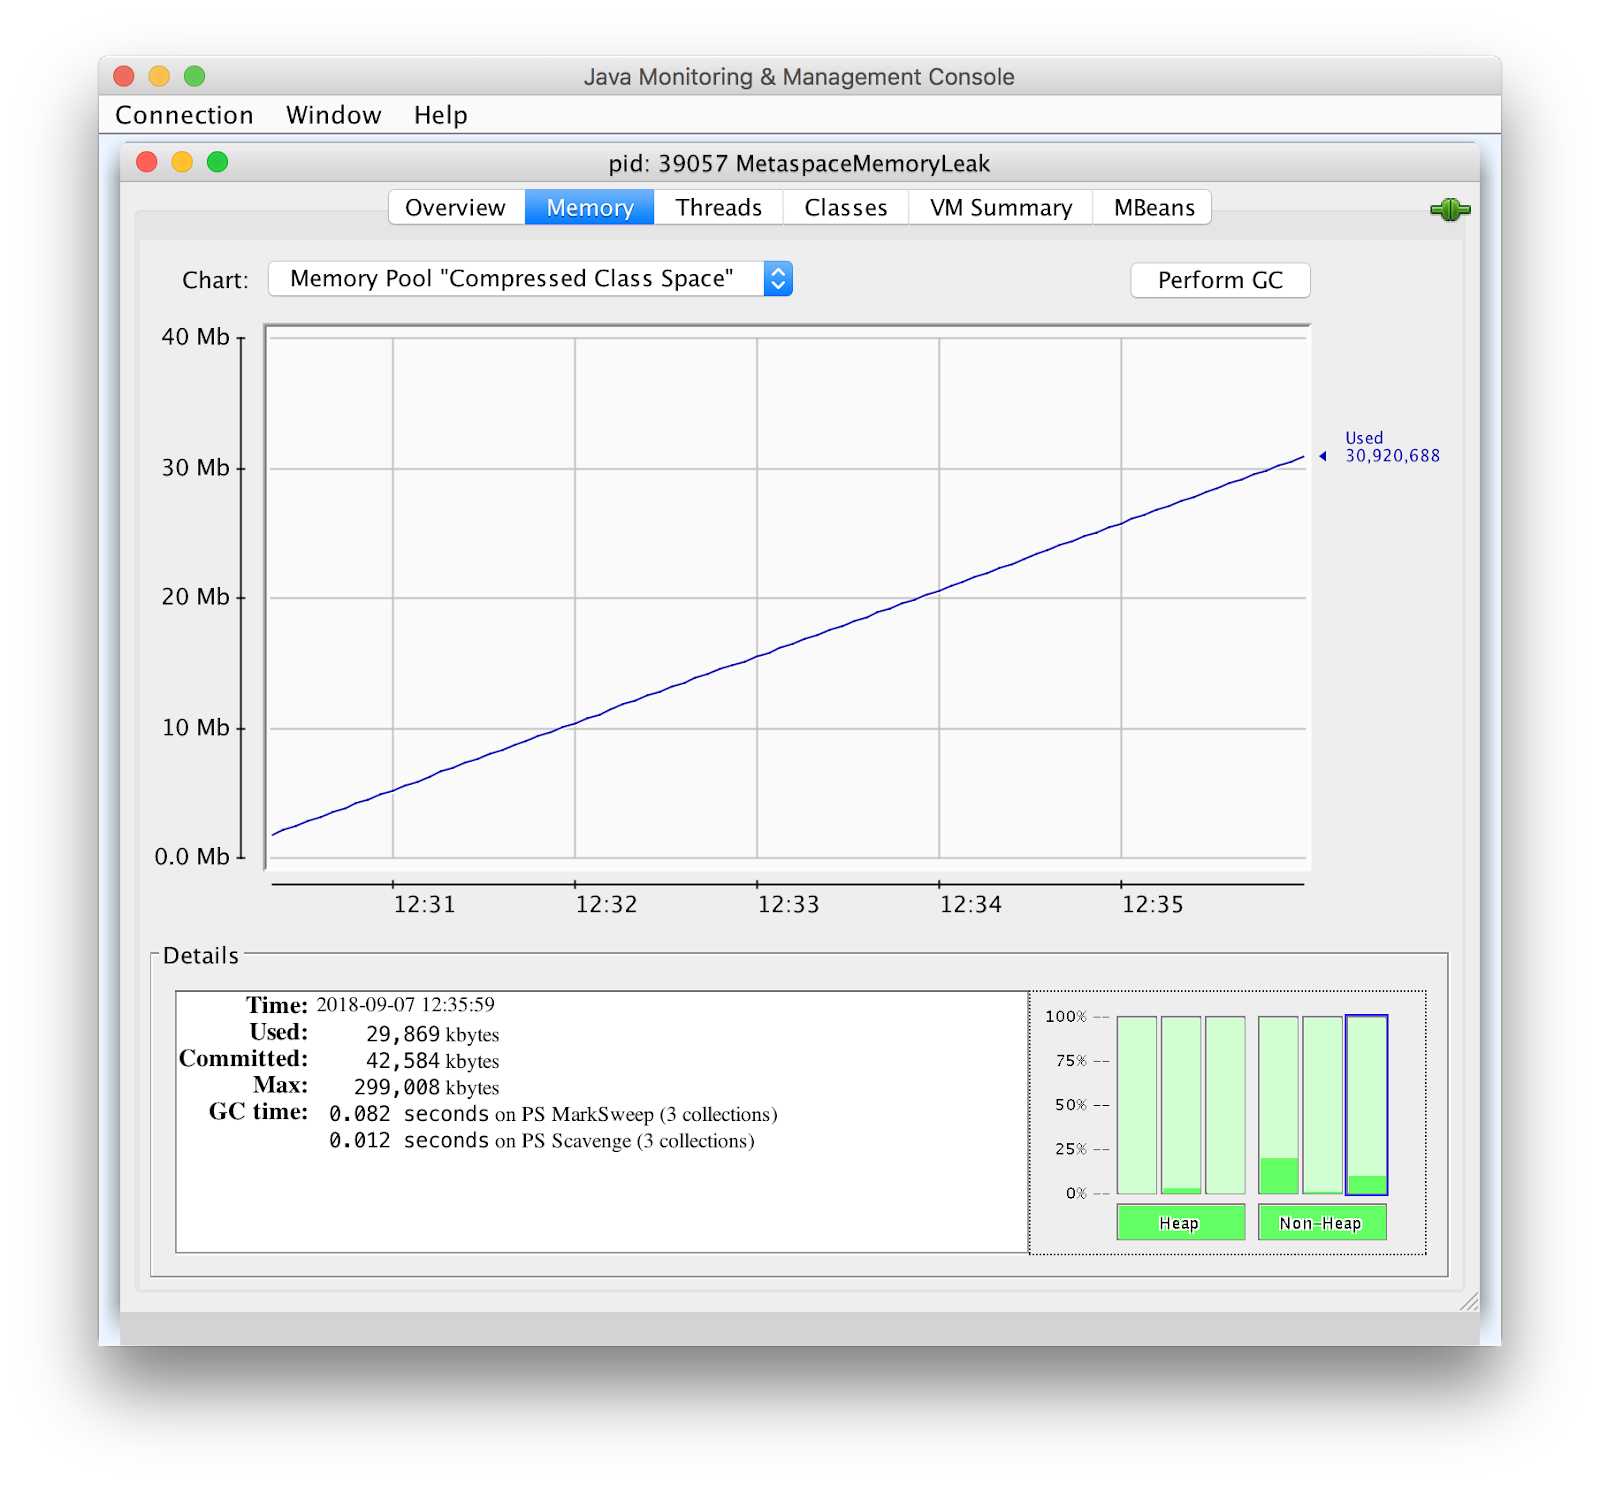 Java Monitoring & Management Console
Connection Window Help
pid: 39057 MetaspaceMemoryLeak
Overview Memory Threads Classes VM Summary MBeans
Chart: Memory Pool "Compressed Class Space" Perform GC
40 Mb
30 Mb
20 Mb
10 Mb
0.0 Mb
Used
30,920,688
12:31 12:32 12:33 12:34 12:35
Details
Time: 2018-09-07 12:35:59
Used: 29,869 kbytes
Committed: 42,584 kbytes
Max: 299,008 kbytes
GC time: 0.082 seconds on PS MarkSweep (3 collections)
0.012 seconds on PS Scavenge (3 collections)
100% --
75% --
50% --
25% --
0% --
Heap Non-Heap